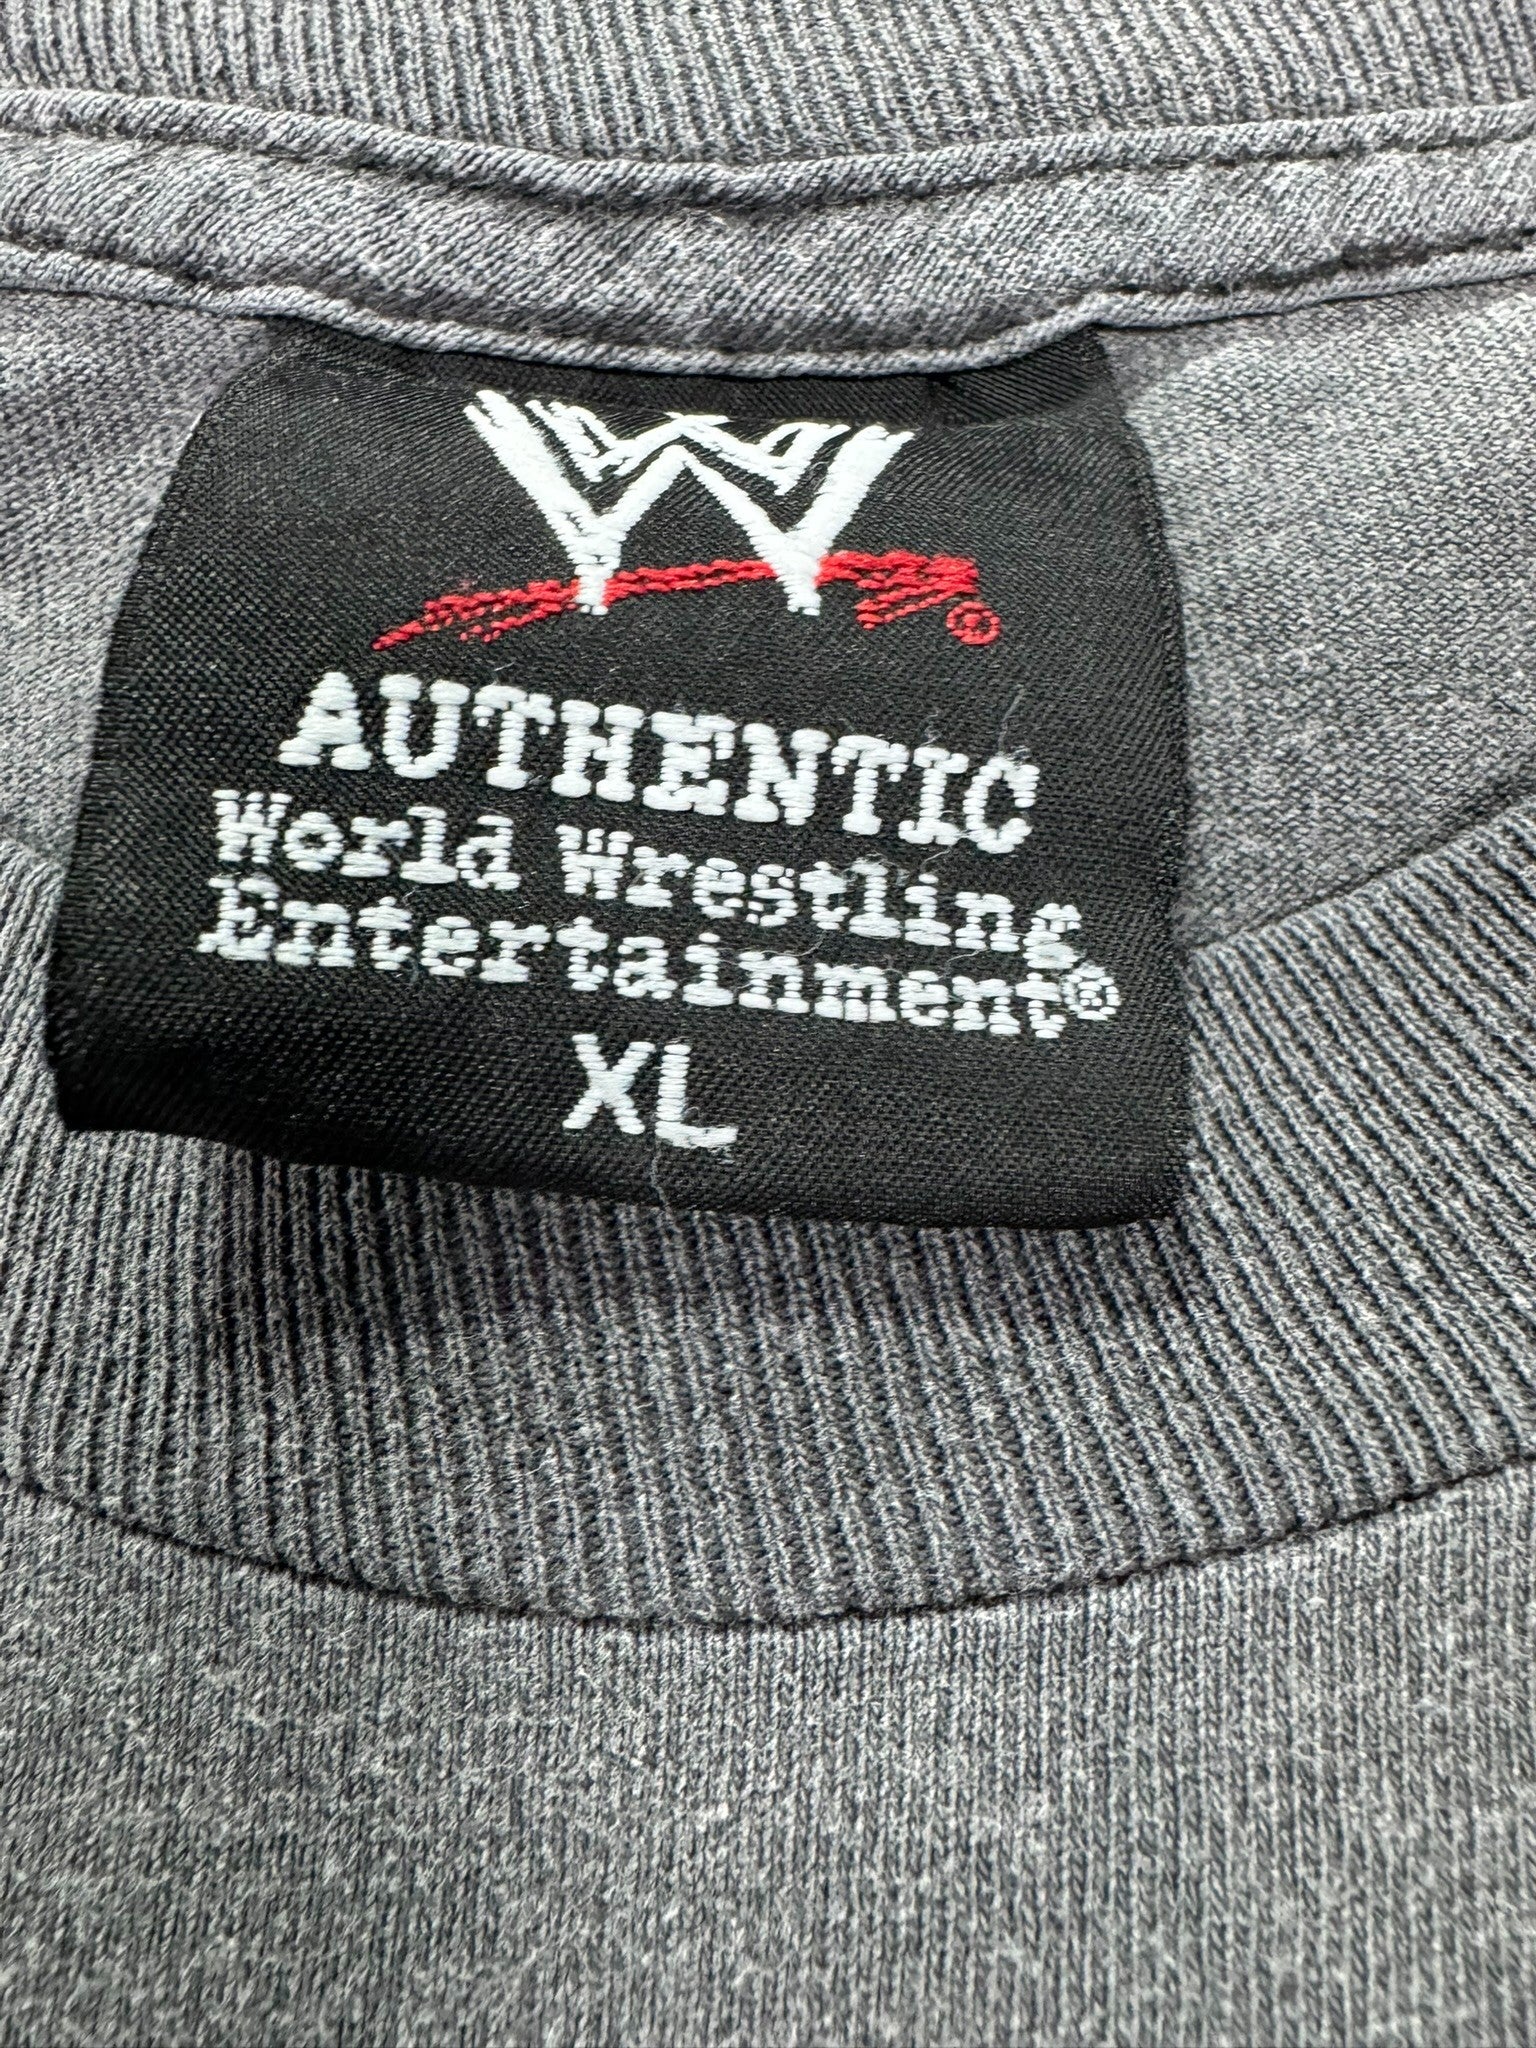 W®
AUTHENTIC
World Wrestling
Entertainment®
XL